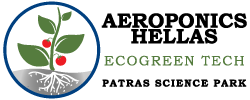 AEROPONICS
HELLAS
ECOGREEN TECH
PATRAS SCIENCE PARK